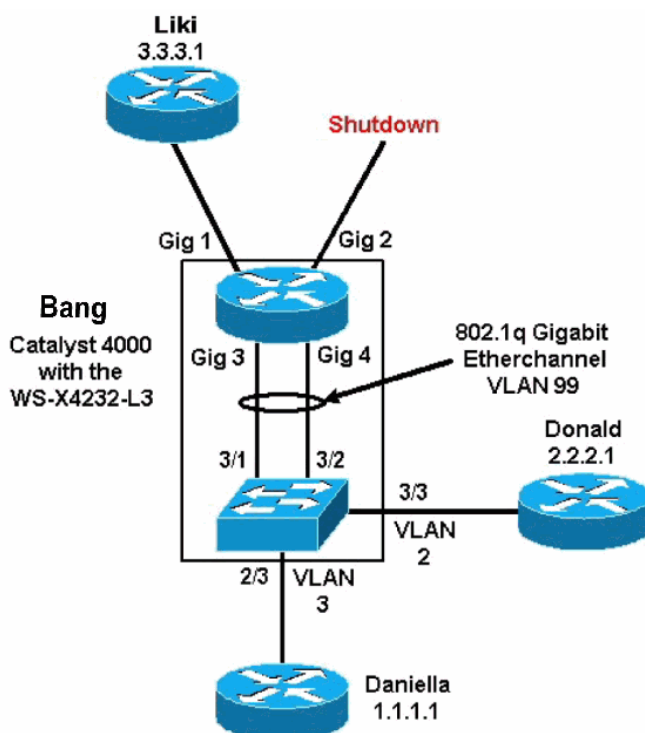 Liki
3.3.3.1
Shutdown
Gig 1
Gig 2
Bang
Catalyst 4000
with the
WS-X4232-L3
Gig 3
Gig 4
802.1q Gigabit
Etherchannel
VLAN 99
3/1
3/2
Donald
2.2.2.1
3/3
VLAN
2
2/3
VLAN
3
Daniella
1.1.1.1